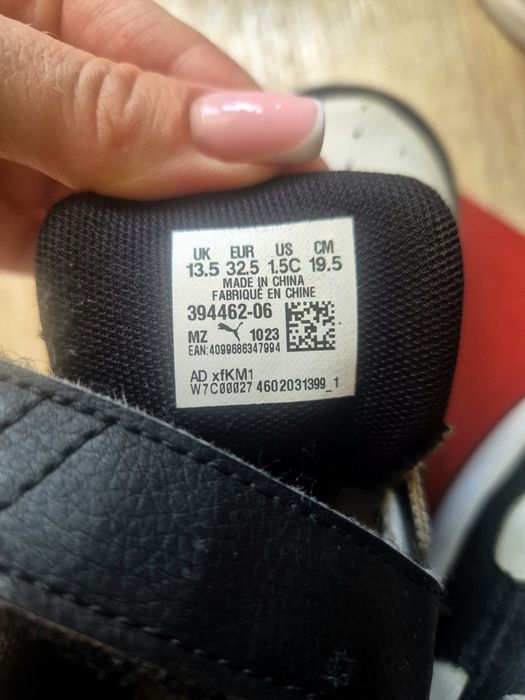 UK EUR US CM
13.5 32.5 1.5C 19.5
MADE IN CHINA
FABRIQUÉ EN CHINE
394462-06
MZ 1023
EAN:4099686347994
AD xfKM1
W7C00027 4602031399_1